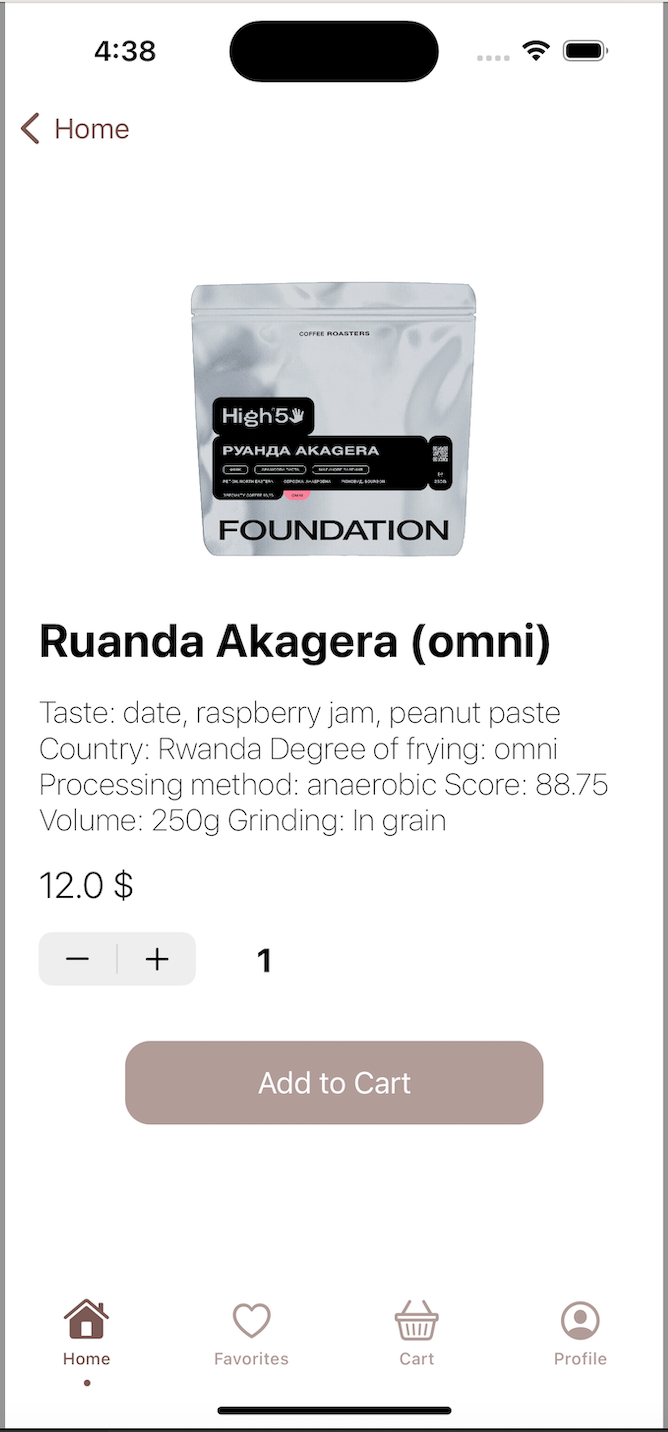 4:38
Home
COFFEE ROASTERS
High5
РУАНДА AKAGERA
FOUNDATION
Ruanda Akagera (omni)
Taste: date, raspberry jam, peanut paste
Country: Rwanda Degree of frying: omni
Processing method: anaerobic Score: 88.75
Volume: 250g Grinding: In grain
12.0 $
1
Add to Cart
Home
Favorites
Cart
Profile